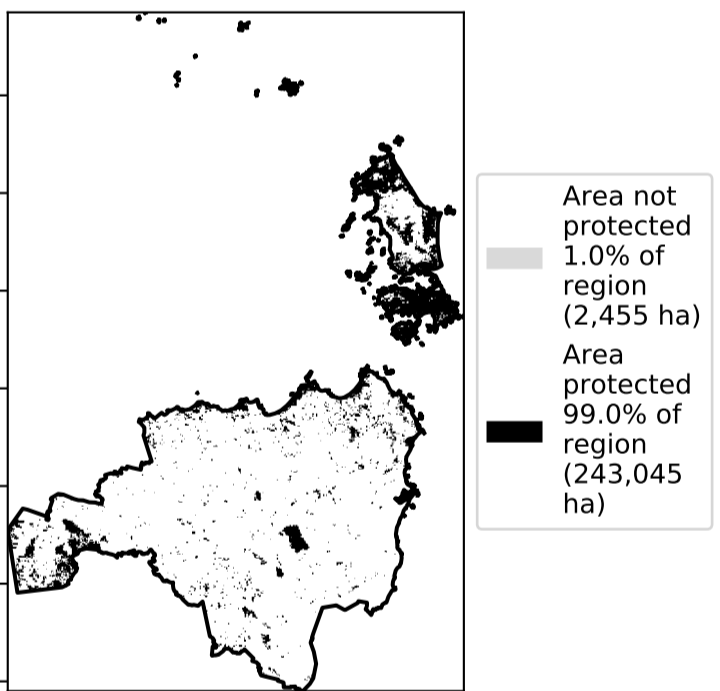 Area not
protected
1.0% of
region
(2,455 ha)
Area
protected
99.0% of
region
(243,045
ha)